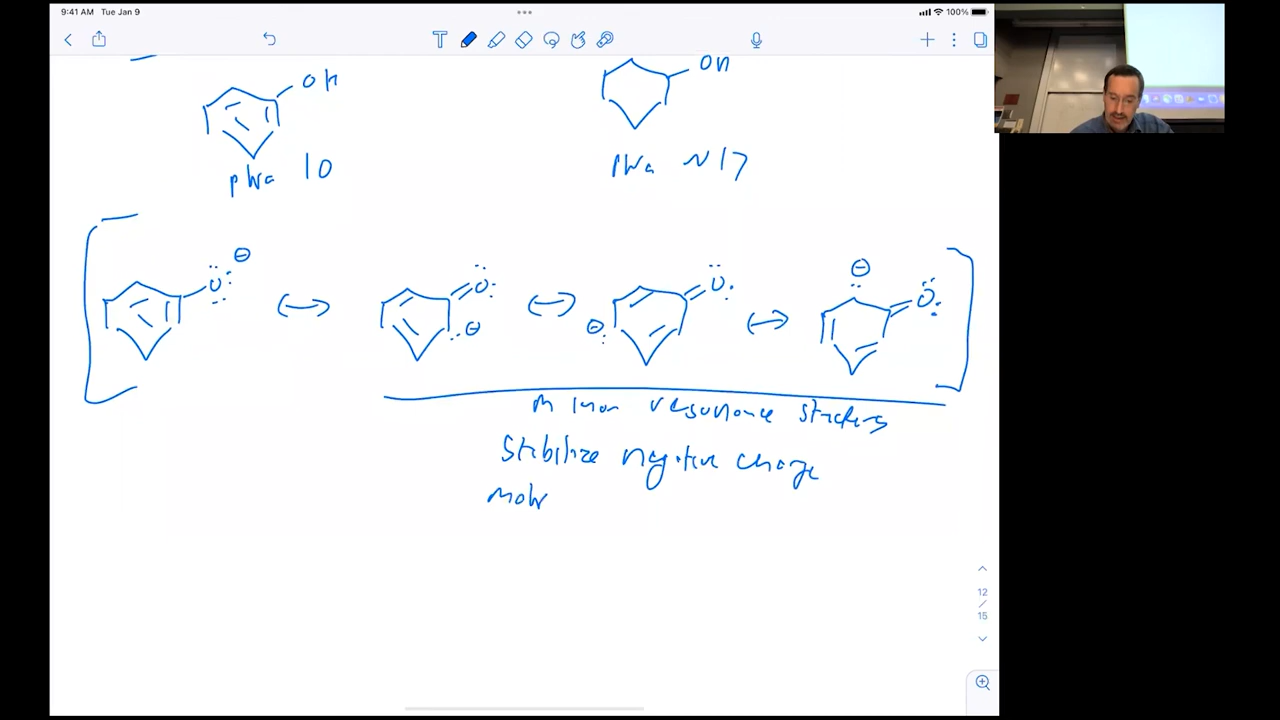 9:41 AM Tue Jan 9
100%
OH
OH
pka 10
pka ~17
⊖
:Ö:
↔
Ö:
⊖
↔
Ö:
⊖
↔
⊖
Ö:
minor resonance structures
Stabilize negative charge
12
/
15